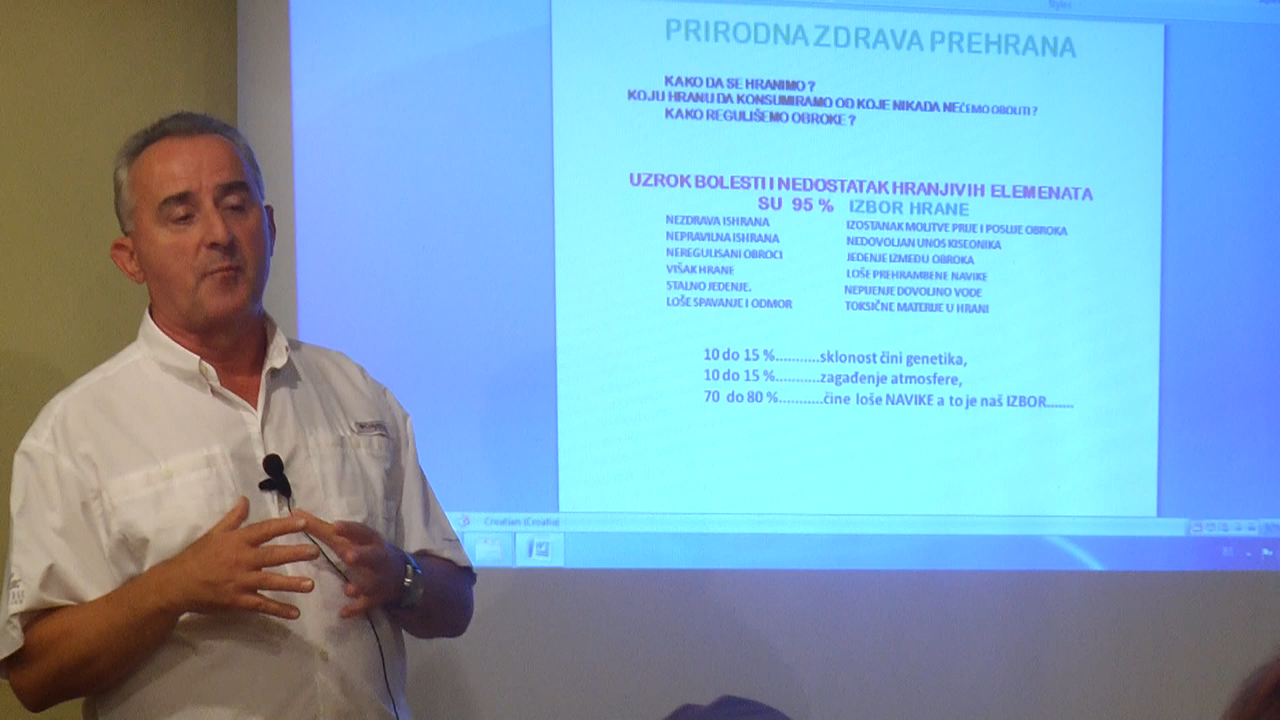 PRIRODNA ZDRAVA PREHRANA
KAKO DA SE HRANIMO ?
KOJU HRANU DA KONSUMIRAMO OD KOJE NIKADA NEĆEMO OBOLITI ?
KAKO REGULIŠEMO OBROKE ?
UZROK BOLESTI I NEDOSTATAK HRANJIVIH ELEMENATA
SU 95 % IZBOR HRANE
NEZDRAVA ISHRANA
NEPRAVILNA ISHRANA
NEREGULISANI OBROCI
VIŠAK HRANE
STALNO JEDENJE.
LOŠE SPAVANJE I ODMOR
IZOSTANAK MOLITVE PRIJE I POSLIJE OBROKA
NEDOVOLJAN UNOS KISEONIKA
JEDENJE IZMEĐU OBROKA
LOŠE PREHRAMBENE NAVIKE
NEPIJENJE DOVOLJNO VODE
TOKSIČNE MATERIJE U HRANI
10 do 15 %...........sklonost čini genetika,
10 do 15 %...........zagađenje atmosfere,
70 do 80 %...........čine loše NAVIKE a to je naš IZBOR.......
Croatian (Croatia)